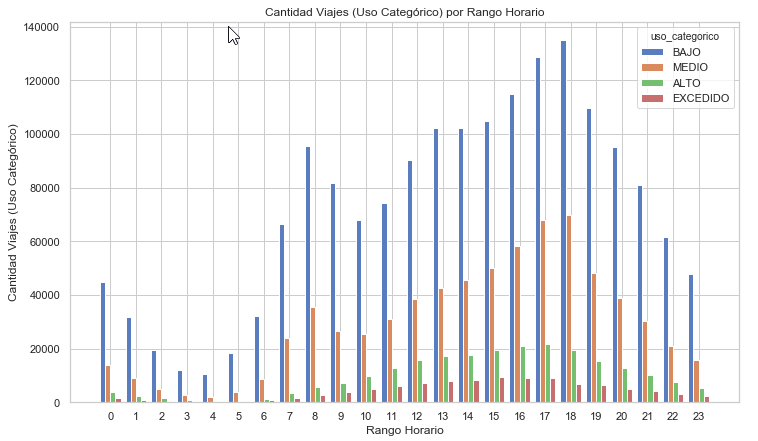 Cantidad Viajes (Uso Categórico) por Rango Horario
uso_categorico
BAJO
MEDIO
ALTO
EXCEDIDO
Cantidad Viajes (Uso Categórico)
140000
120000
100000
80000
60000
40000
20000
0
0 1 2 3 4 5 6 7 8 9 10 11 12 13 14 15 16 17 18 19 20 21 22 23
Rango Horario